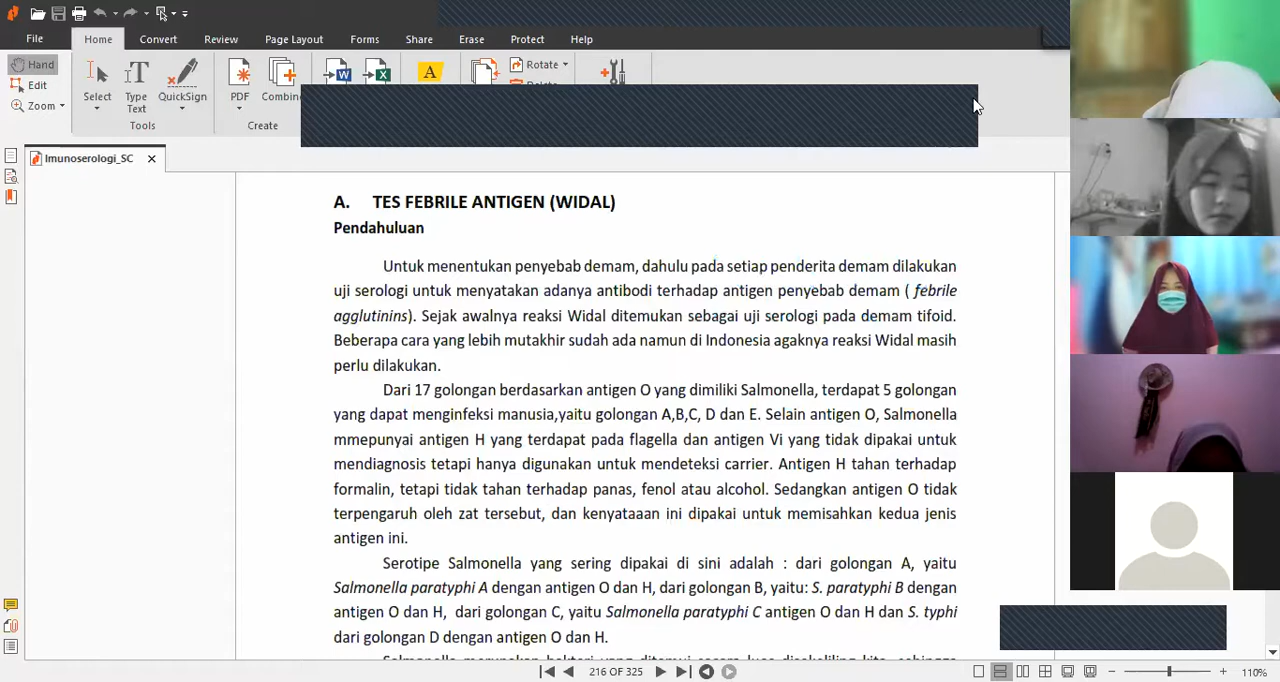 File Home Convert Review Page Layout Forms Share Erase Protect Help
Hand
Edit
Zoom
Select
Type
Text
QuickSign
PDF
Combin
Rotate
Tools
Create
Imunoserologi_SC
A. TES FEBRILE ANTIGEN (WIDAL)
Pendahuluan
Untuk menentukan penyebab demam, dahulu pada setiap penderita demam dilakukan
uji serologi untuk menyatakan adanya antibodi terhadap antigen penyebab demam ( febrile
agglutinins). Sejak awalnya reaksi Widal ditemukan sebagai uji serologi pada demam tifoid.
Beberapa cara yang lebih mutakhir sudah ada namun di Indonesia agaknya reaksi Widal masih
perlu dilakukan.
Dari 17 golongan berdasarkan antigen O yang dimiliki Salmonella, terdapat 5 golongan
yang dapat menginfeksi manusia,yaitu golongan A,B,C, D dan E. Selain antigen O, Salmonella
mmepunyai antigen H yang terdapat pada flagella dan antigen Vi yang tidak dipakai untuk
mendiagnosis tetapi hanya digunakan untuk mendeteksi carrier. Antigen H tahan terhadap
formalin, tetapi tidak tahan terhadap panas, fenol atau alcohol. Sedangkan antigen O tidak
terpengaruh oleh zat tersebut, dan kenyataaan ini dipakai untuk memisahkan kedua jenis
antigen ini.
Serotipe Salmonella yang sering dipakai di sini adalah : dari golongan A, yaitu
Salmonella paratyphi A dengan antigen O dan H, dari golongan B, yaitu: S. paratyphi B dengan
antigen O dan H, dari golongan C, yaitu Salmonella paratyphi C antigen O dan H dan S. typhi
dari golongan D dengan antigen O dan H.
216 OF 325
110%